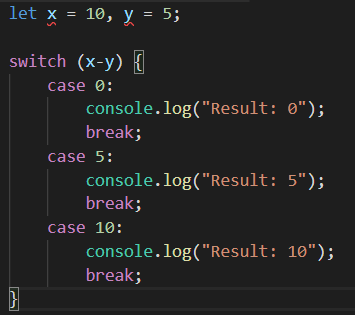 let x = 10, y = 5;
switch (x-y) {
case 0:
console.log("Result: 0");
break;
case 5:
console.log("Result: 5");
break;
case 10:
console.log("Result: 10");
break;
}